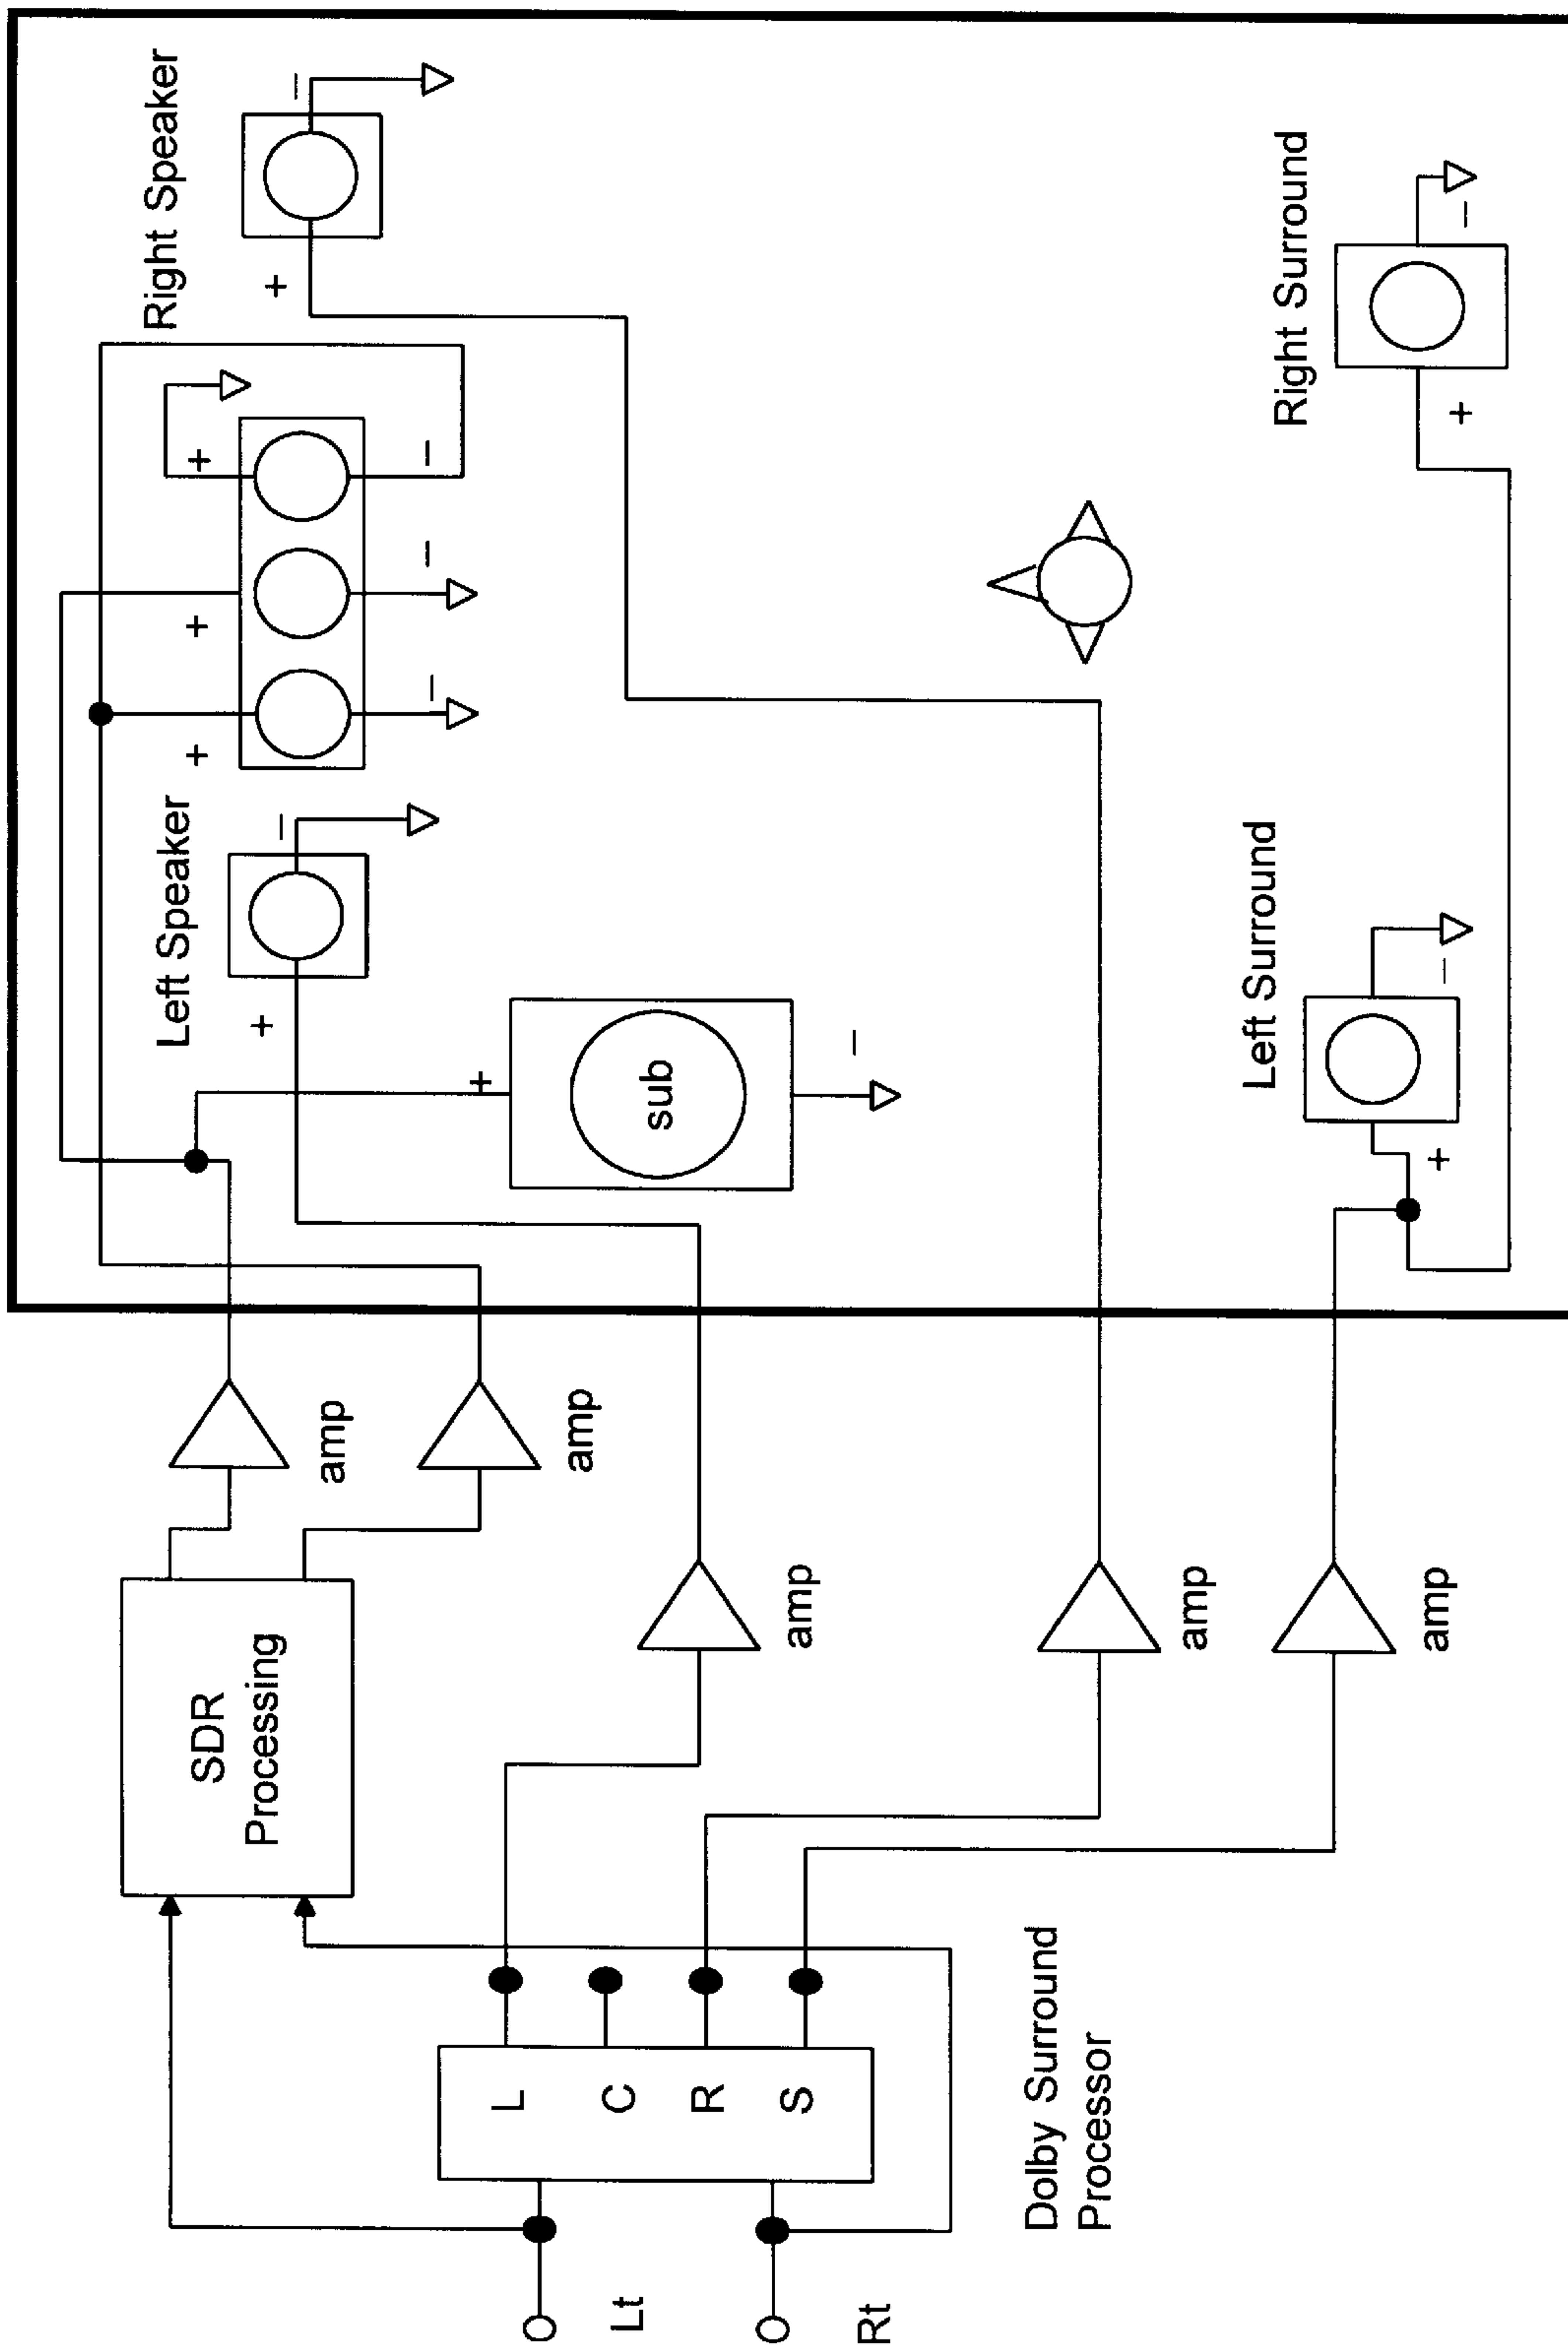 SDR
Processing
amp
amp
amp
amp
amp
L
C
R
S
Lt
Rt
Dolby Surround
Processor
Left Speaker
+
–
+
–
+
–
+
–
Right Speaker
+
–
+
sub
–
Left Surround
+
–
Right Surround
+
–